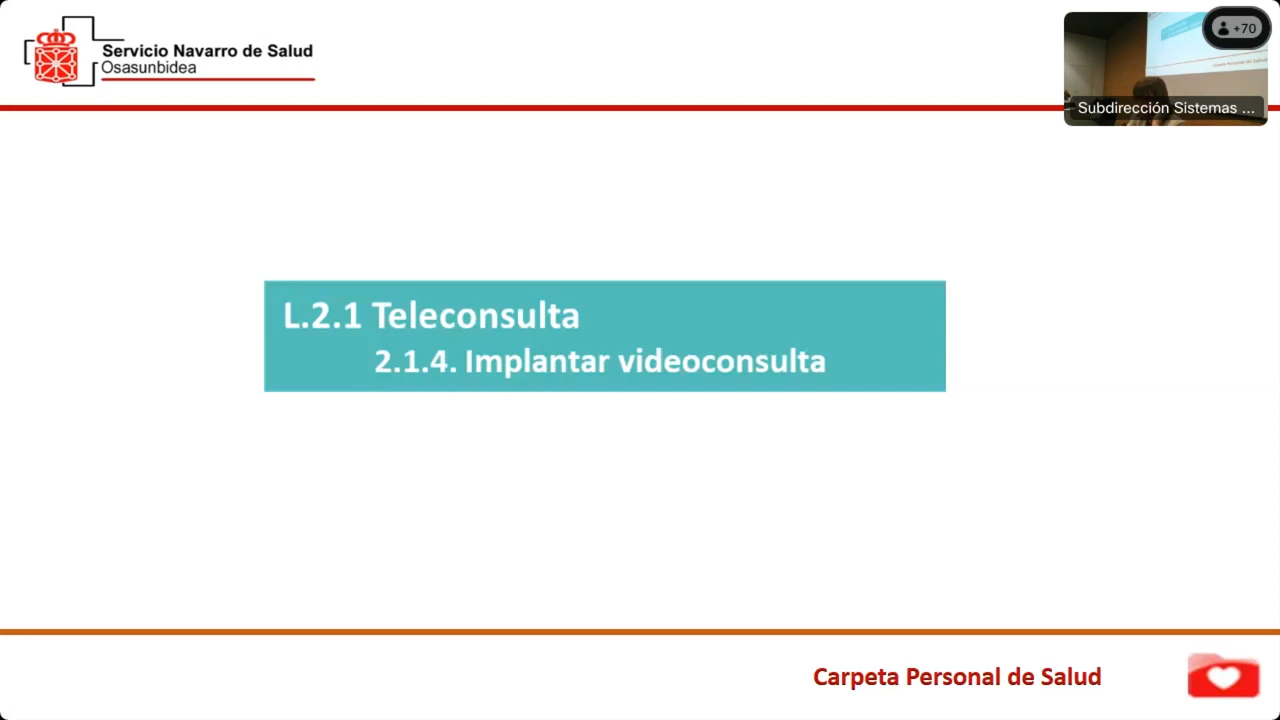 Servicio Navarro de Salud
Osasunbidea
+70
Subdirección Sistemas ...
L.2.1 Teleconsulta
2.1.4. Implantar videoconsulta
Carpeta Personal de Salud